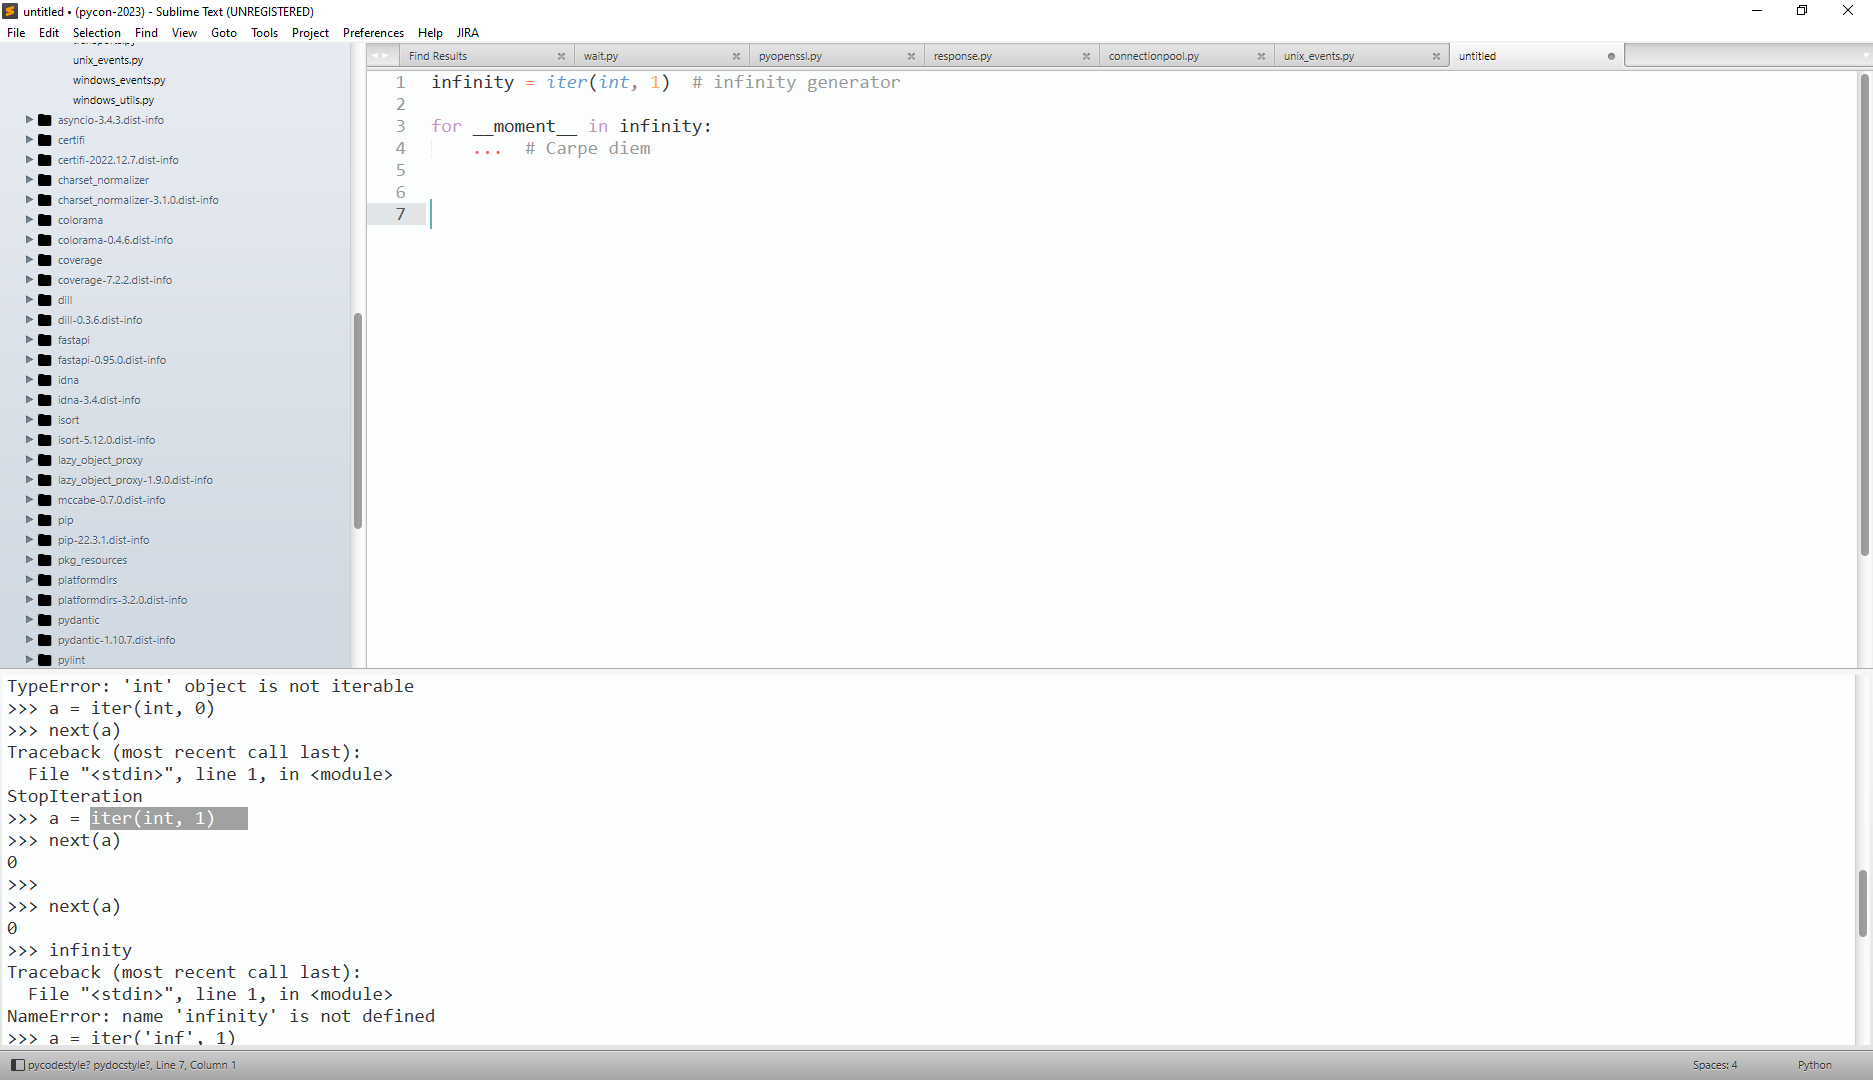 untitled • (pycon-2023) - Sublime Text (UNREGISTERED)
File Edit Selection Find View Goto Tools Project Preferences Help JIRA
unix_events.py
windows_events.py
windows_utils.py
asyncio-3.4.3.dist-info
certifi
certifi-2022.12.7.dist-info
charset_normalizer
charset_normalizer-3.1.0.dist-info
colorama
colorama-0.4.6.dist-info
coverage
coverage-7.2.2.dist-info
dill
dill-0.3.6.dist-info
fastapi
fastapi-0.95.0.dist-info
idna
idna-3.4.dist-info
isort
isort-5.12.0.dist-info
lazy_object_proxy
lazy_object_proxy-1.9.0.dist-info
mccabe-0.7.0.dist-info
pip
pip-22.3.1.dist-info
pkg_resources
platformdirs
platformdirs-3.2.0.dist-info
pydantic
pydantic-1.10.7.dist-info
pylint
Find Results wait.py pyopenssl.py response.py connectionpool.py unix_events.py untitled
1 infinity = iter(int, 1)  # infinity generator
2
3 for __moment__ in infinity:
4     ...  # Carpe diem
5
6
7
TypeError: 'int' object is not iterable
>>> a = iter(int, 0)
>>> next(a)
Traceback (most recent call last):
  File "<stdin>", line 1, in <module>
StopIteration
>>> a = iter(int, 1)
>>> next(a)
0
>>>
>>> next(a)
0
>>> infinity
Traceback (most recent call last):
  File "<stdin>", line 1, in <module>
NameError: name 'infinity' is not defined
>>> a = iter('inf', 1)
pycodestyle? pydocstyle?, Line 7, Column 1 Spaces: 4 Python